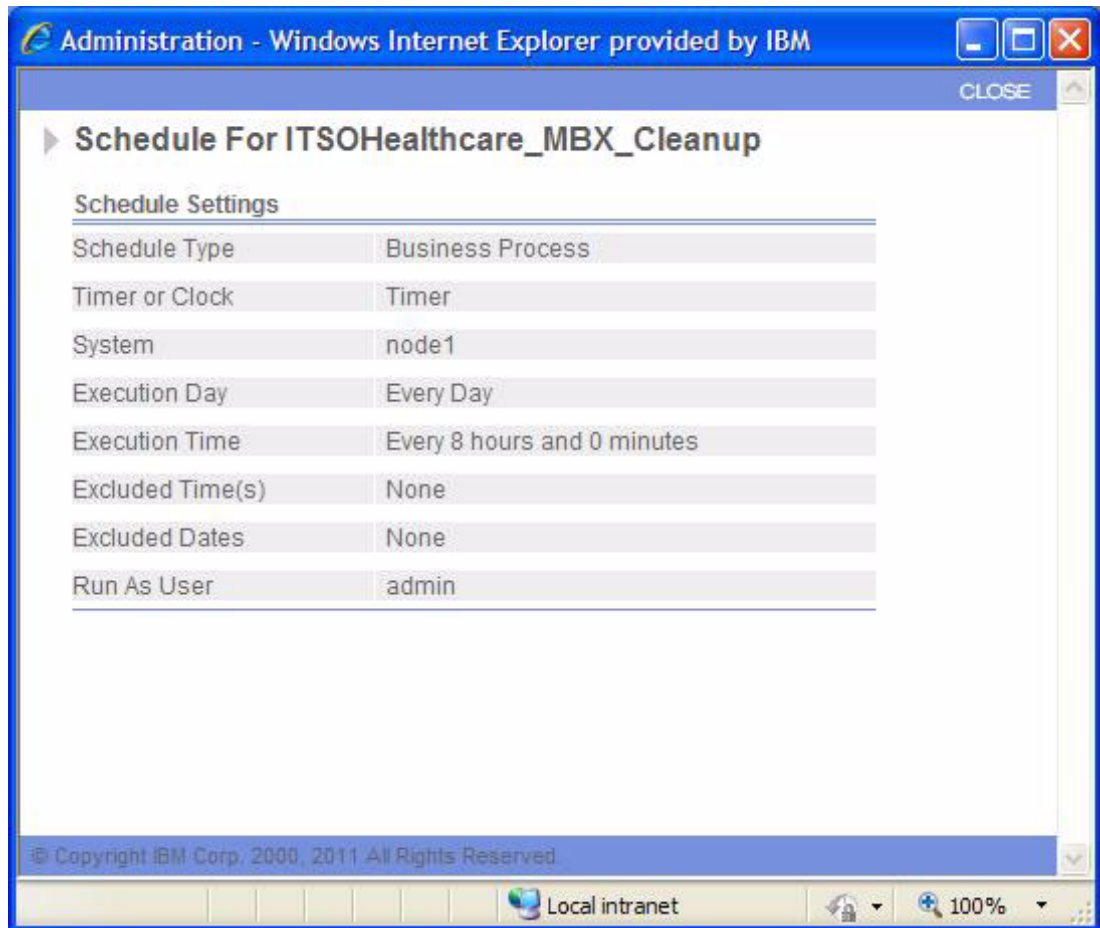 Administration - Windows Internet Explorer provided by IBM
CLOSE
Schedule For ITSOHealthcare_MBX_Cleanup
Schedule Settings
Schedule Type Business Process
Timer or Clock Timer
System node1
Execution Day Every Day
Execution Time Every 8 hours and 0 minutes
Excluded Time(s) None
Excluded Dates None
Run As User admin
© Copyright IBM Corp. 2000, 2011 All Rights Reserved.
Local intranet 100%